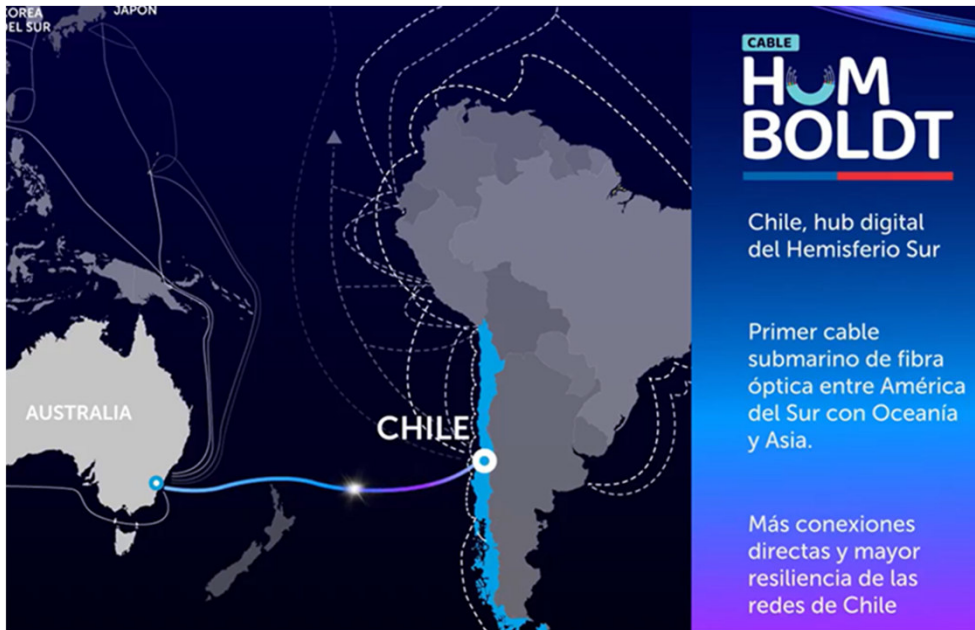 COREA
DEL SUR
JAPÓN
AUSTRALIA
CHILE
CABLE
HUM
BOLDT
Chile, hub digital
del Hemisferio Sur
Primer cable
submarino de fibra
óptica entre América
del Sur con Oceanía
y Asia.
Más conexiones
directas y mayor
resiliencia de las
redes de Chile